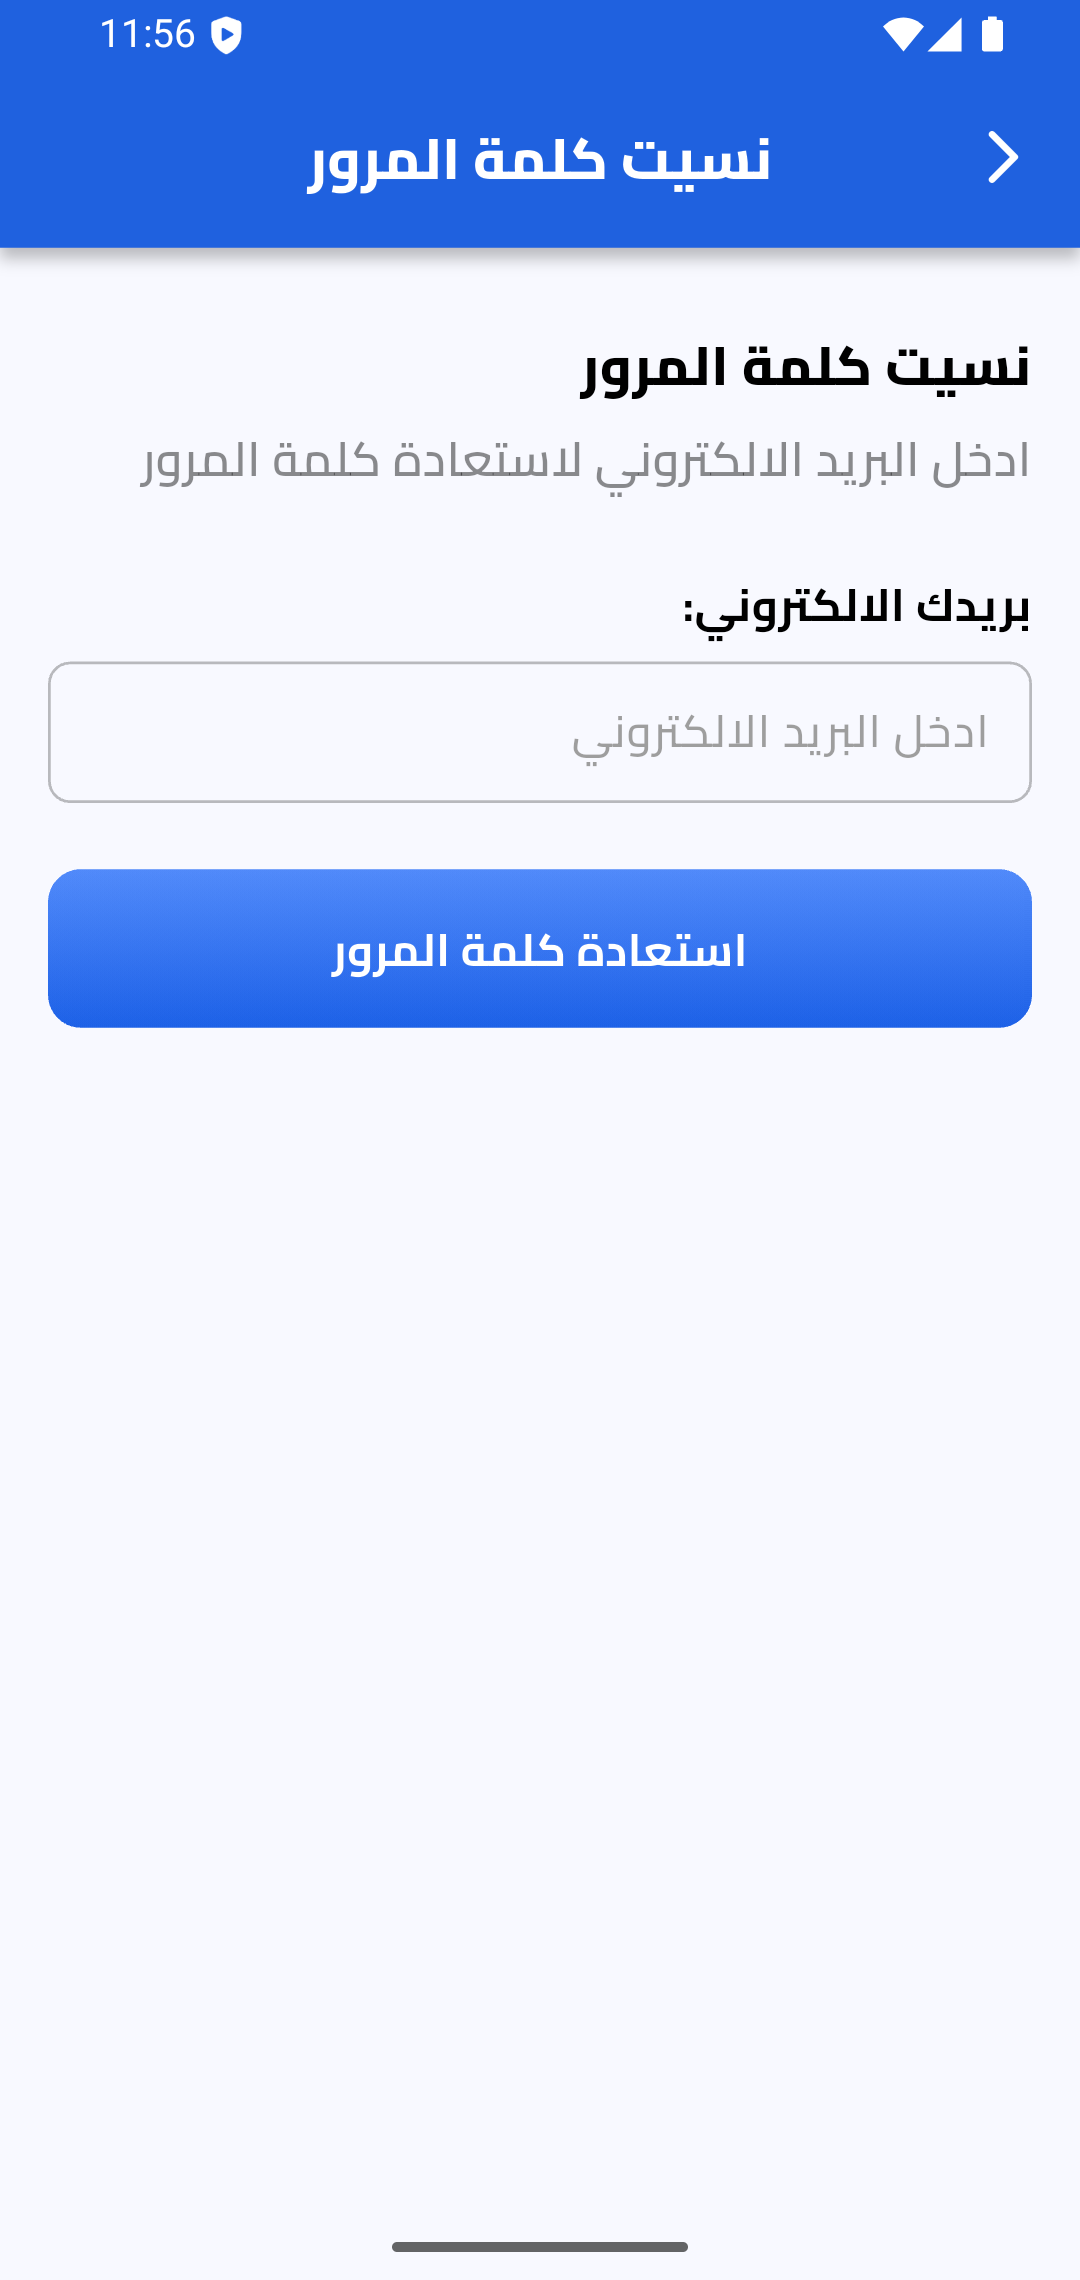 11:56
نسيت كلمة المرور
نسيت كلمة المرور
ادخل البريد الالكتروني لاستعادة كلمة المرور
بريدك الالكتروني:
ادخل البريد الالكتروني
استعادة كلمة المرور